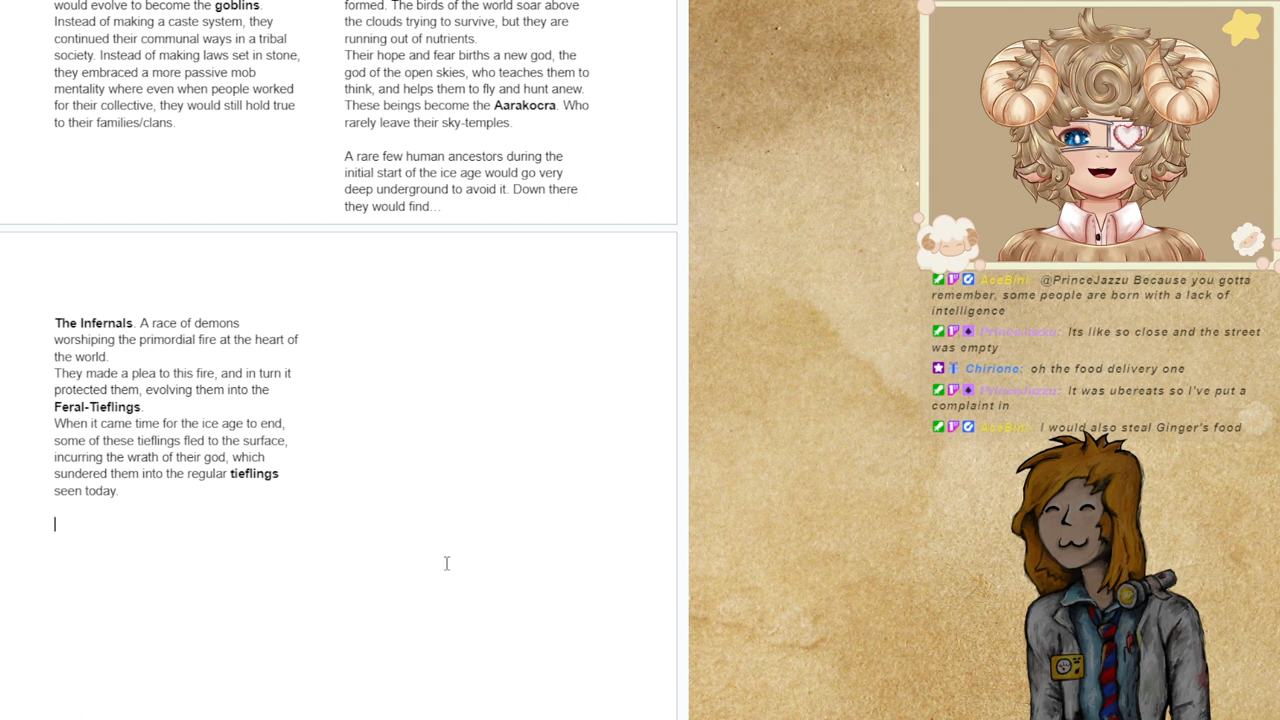 would evolve to become the goblins.
Instead of making a caste system, they
continued their communal ways in a tribal
society. Instead of making laws set in stone,
they embraced a more passive mob
mentality where even when people worked
for their collective, they would still hold true
to their families/clans.
formed. The birds of the world soar above
the clouds trying to survive, but they are
running out of nutrients.
Their hope and fear births a new god, the
god of the open skies, who teaches them to
think, and helps them to fly and hunt anew.
These beings become the Aarakocra. Who
rarely leave their sky-temples.
A rare few human ancestors during the
initial start of the ice age would go very
deep underground to avoid it. Down there
they would find…
The Infernals. A race of demons
worshiping the primordial fire at the heart of
the world.
They made a plea to this fire, and in turn it
protected them, evolving them into the
Feral-Tieflings.
When it came time for the ice age to end,
some of these tieflings fled to the surface,
incurring the wrath of their god, which
sundered them into the regular tieflings
seen today.
AceBini: @PrinceJazzu Because you gotta
remember, some people are born with a lack of
intelligence
PrinceJazzu: Its like so close and the street
was empty
Chirione: oh the food delivery one
PrinceJazzu: It was ubereats so I've put a
complaint in
AceBini: I would also steal Ginger's food